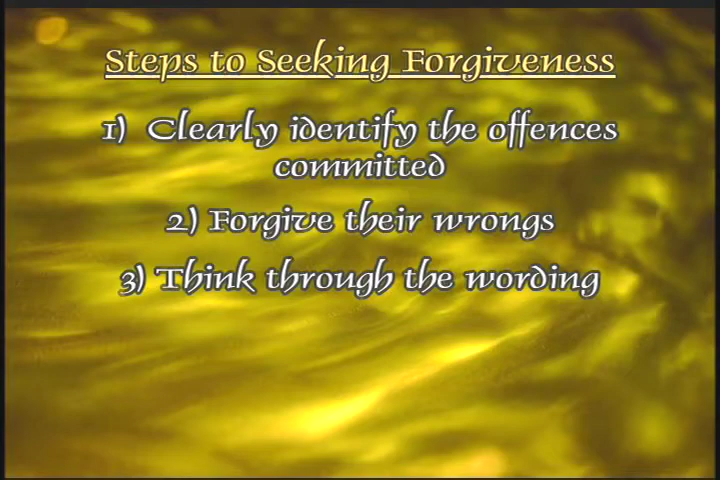 Steps to Seeking Forgiveness
1) Clearly identify the offences
committed
2) Forgive their wrongs
3) Think through the wording